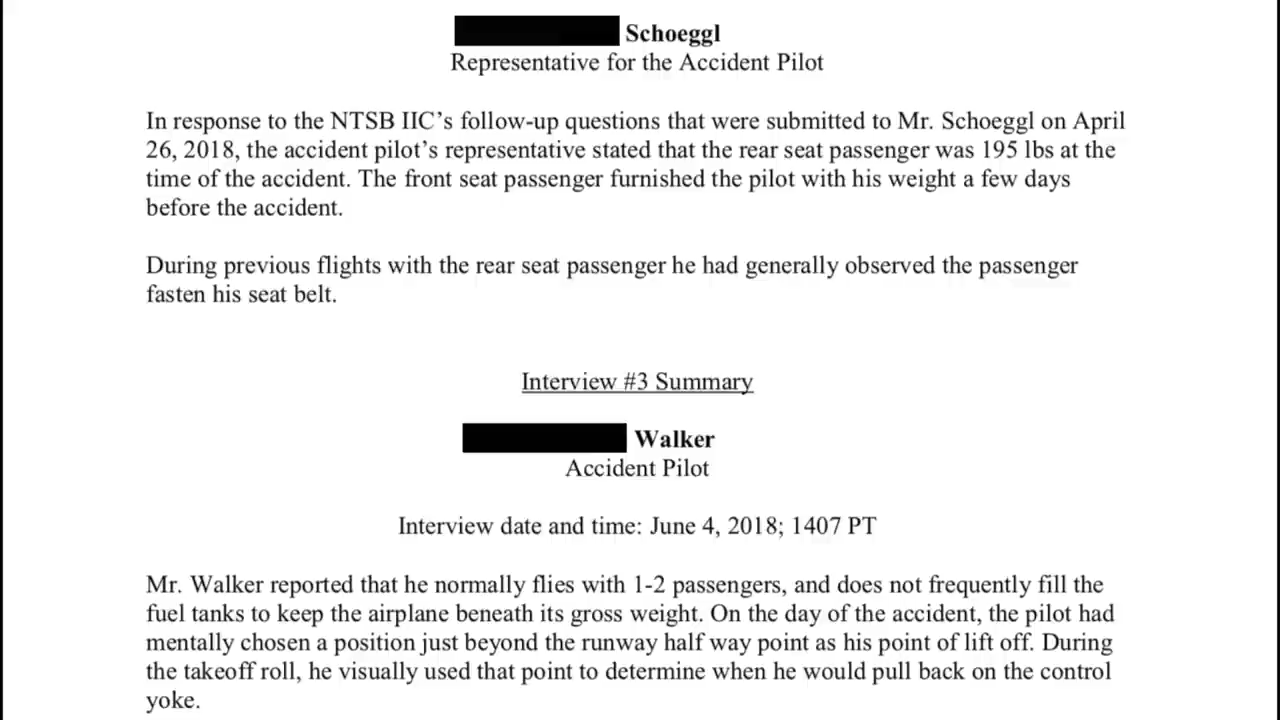 Schoeggl
Representative for the Accident Pilot
In response to the NTSB IIC’s follow-up questions that were submitted to Mr. Schoeggl on April
26, 2018, the accident pilot’s representative stated that the rear seat passenger was 195 lbs at the
time of the accident. The front seat passenger furnished the pilot with his weight a few days
before the accident.
During previous flights with the rear seat passenger he had generally observed the passenger
fasten his seat belt.
Interview #3 Summary
Walker
Accident Pilot
Interview date and time: June 4, 2018; 1407 PT
Mr. Walker reported that he normally flies with 1-2 passengers, and does not frequently fill the
fuel tanks to keep the airplane beneath its gross weight. On the day of the accident, the pilot had
mentally chosen a position just beyond the runway half way point as his point of lift off. During
the takeoff roll, he visually used that point to determine when he would pull back on the control
yoke.